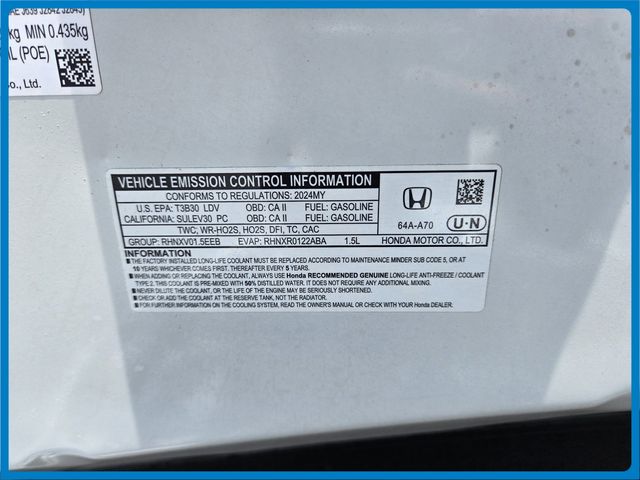 kg MIN 0.435kg
(POE)
o., Ltd.
VEHICLE EMISSION CONTROL INFORMATION
CONFORMS TO REGULATIONS: 2024MY
U.S. EPA: T3B30 LDV OBD: CA II FUEL: GASOLINE
CALIFORNIA: SULEV30 PC OBD: CA II FUEL: GASOLINE
TWC, WR-HO2S, HO2S, DFI, TC, CAC
GROUP: RHNXV01.5EEB EVAP: RHNXR0122ABA 1.5L
64A-A70
U·N
HONDA MOTOR CO., LTD.
INFORMATION
■ THE FACTORY INSTALLED LONG-LIFE COOLANT MUST BE REPLACED ACCORDING TO MAINTENANCE MINDER SUB CODE 5, OR AT
10 YEARS WHICHEVER COMES FIRST. THEREAFTER EVERY 5 YEARS.
■ WHEN ADDING OR REPLACING THE COOLANT, ALWAYS USE Honda RECOMMENDED GENUINE LONG-LIFE ANTI-FREEZE / COOLANT
TYPE 2. THIS COOLANT IS PRE-MIXED WITH 50% DISTILLED WATER. IT DOES NOT REQUIRE ANY ADDITIONAL MIXING.
■ NEVER DILUTE THE COOLANT, OR THE LIFE OF THE ENGINE MAY BE SERIOUSLY SHORTENED.
■ CHECK OR ADD THE COOLANT AT THE RESERVE TANK, NOT THE RADIATOR.
■ FOR FURTHER INFORMATION ON THE COOLING SYSTEM, READ THE OWNER'S MANUAL OR CHECK WITH YOUR Honda DEALER.